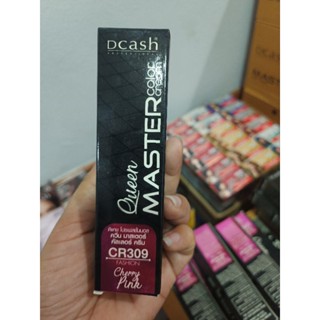 Dcash
Queen
MASTER
color cream
ดีแคช โปรเฟสชั่นนอล
ควีน มาสเตอร์
คัลเลอร์ ครีม
CR309
FASHION
Cherry
Pink
MASTER